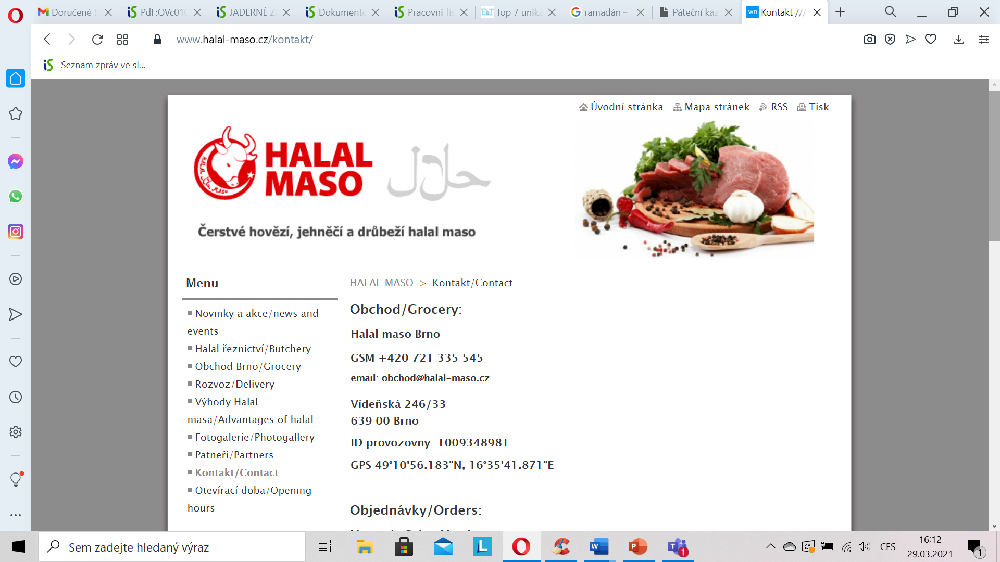 Doručené (
PdF:OVc01
JADERNÉ Z
Dokument
Pracovni_lis
Top 7 uniká
ramadán –
Páteční káz
Kontakt ///
www.halal-maso.cz/kontakt/
Seznam zpráv ve sl...
Úvodní stránka
Mapa stránek
RSS
Tisk
HALAL
MASO
حلال
Čerstvé hovězí, jehněčí a drůbeží halal maso
Menu
Novinky a akce/news and
events
Halal řeznictví/Butchery
Obchod Brno/Grocery
Rozvoz/Delivery
Výhody Halal
masa/Advantages of halal
Fotogalerie/Photogallery
Patneři/Partners
Kontakt/Contact
Otevírací doba/Opening
hours
HALAL MASO > Kontakt/Contact
Obchod/Grocery:
Halal maso Brno
GSM +420 721 335 545
email: obchod@halal-maso.cz
Vídeňská 246/33
639 00 Brno
ID provozovny: 1009348981
GPS 49°10'56.183"N, 16°35'41.871"E
Objednávky/Orders:
Sem zadejte hledaný výraz
CES
16:12
29.03.2021
1